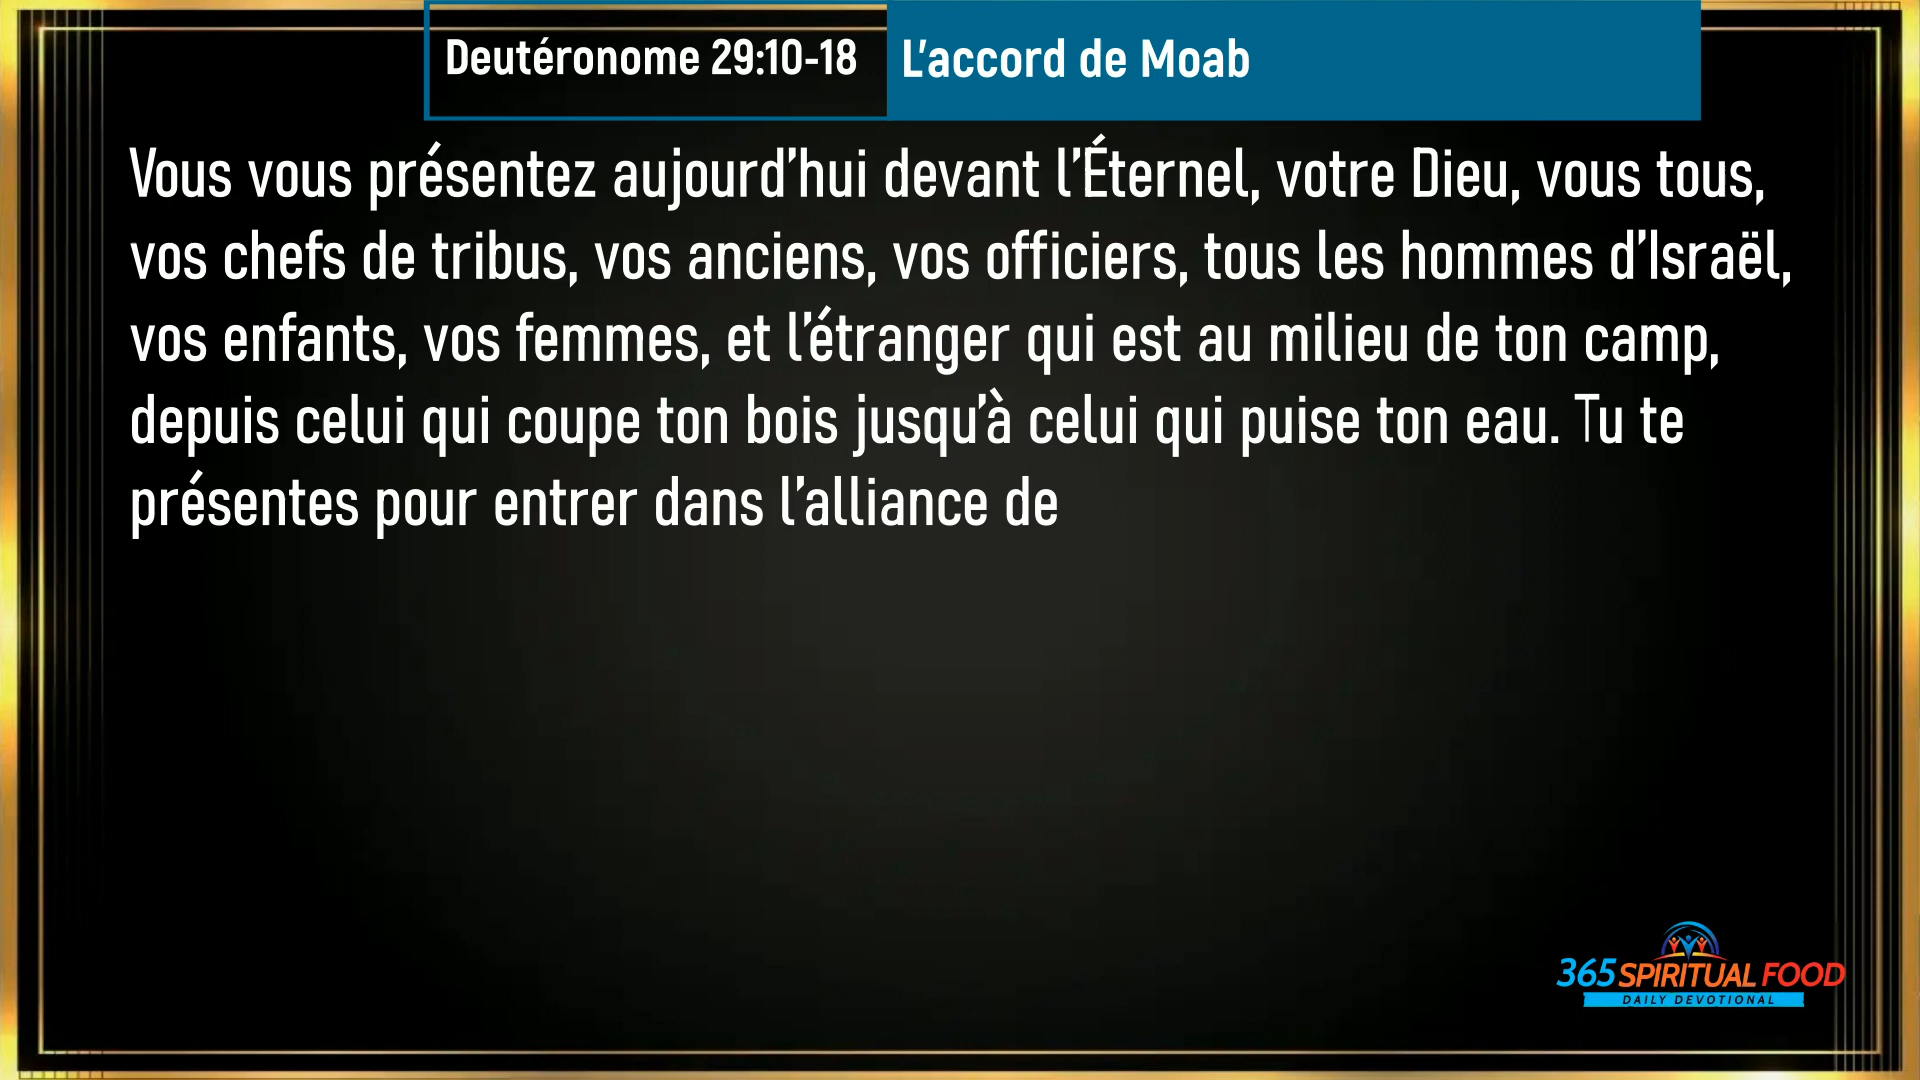 Deutéronome 29:10-18
L'accord de Moab
Vous vous présentez aujourd'hui devant l'Éternel, votre Dieu, vous tous,
vos chefs de tribus, vos anciens, vos officiers, tous les hommes d'Israël,
vos enfants, vos femmes, et l'étranger qui est au milieu de ton camp,
depuis celui qui coupe ton bois jusqu'à celui qui puise ton eau. Tu te
présentes pour entrer dans l'alliance de
365 SPIRITUAL FOOD
DAILY DEVOTIONAL